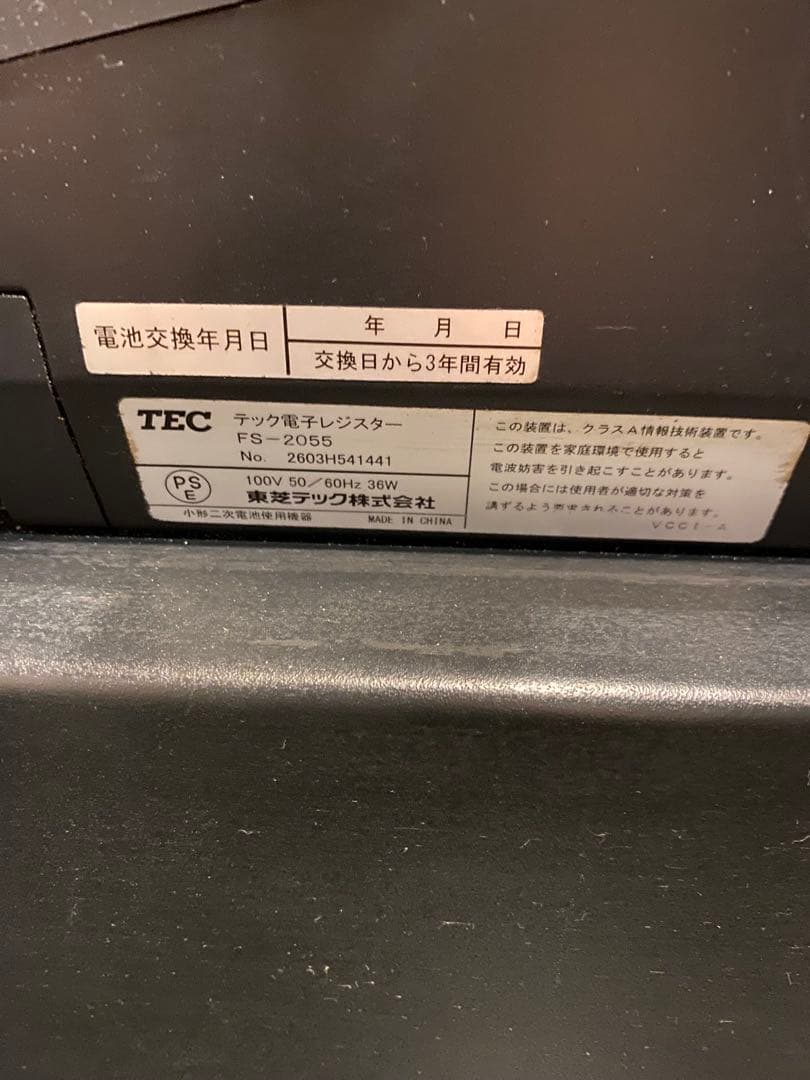 電池交換年月日
年 月 日
交換日から3年間有効
TEC テック電子レジスター
FS-2055
No. 2603H541441
PS
E
100V 50/60Hz 36W
東芝テック株式会社
小形二次電池使用機器 MADE IN CHINA
この装置は、クラスA情報技術装置です。
この装置を家庭環境で使用すると
電波妨害を引き起こすことがあります。
この場合には使用者が適切な対策を
講ずるよう要求されることがあります。
VCCI-A